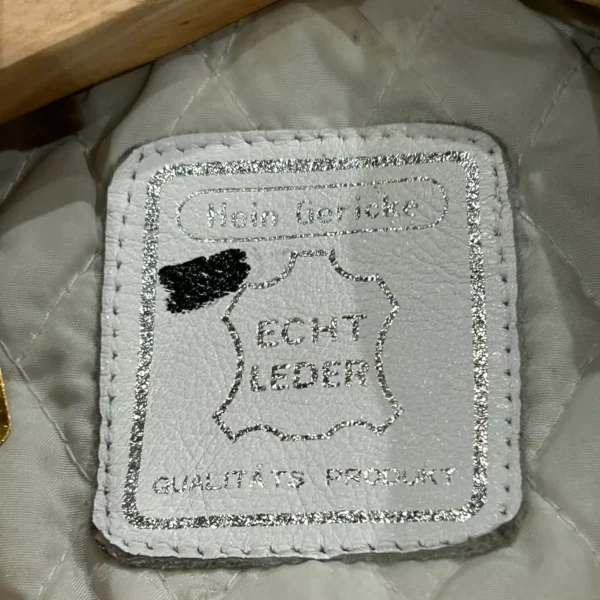 Hein Gericke
ECHT
LEDER
QUALITÄTS PRODUKT